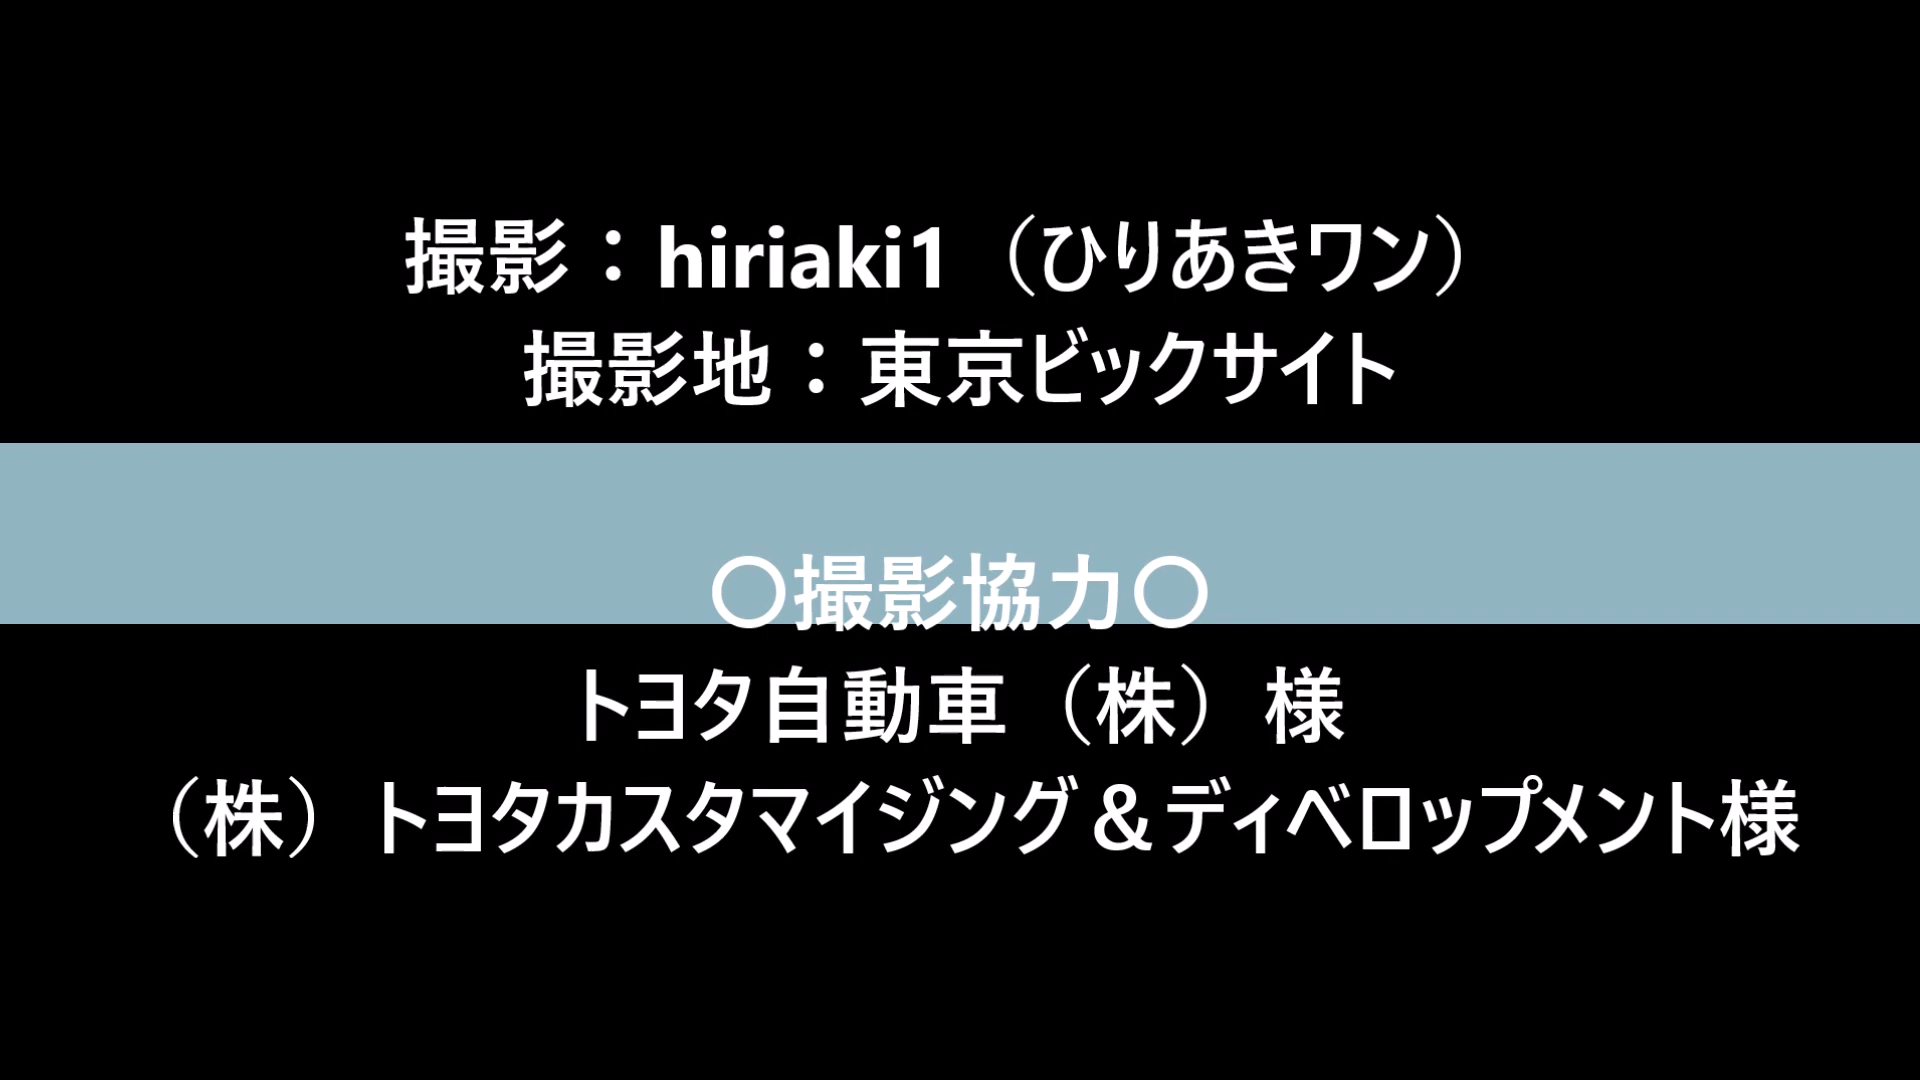 撮影：hiriaki1（ひりあきワン）
撮影地：東京ビックサイト
〇撮影協力〇
トヨタ自動車（株）様
（株）トヨタカスタマイジング＆ディベロップメント様